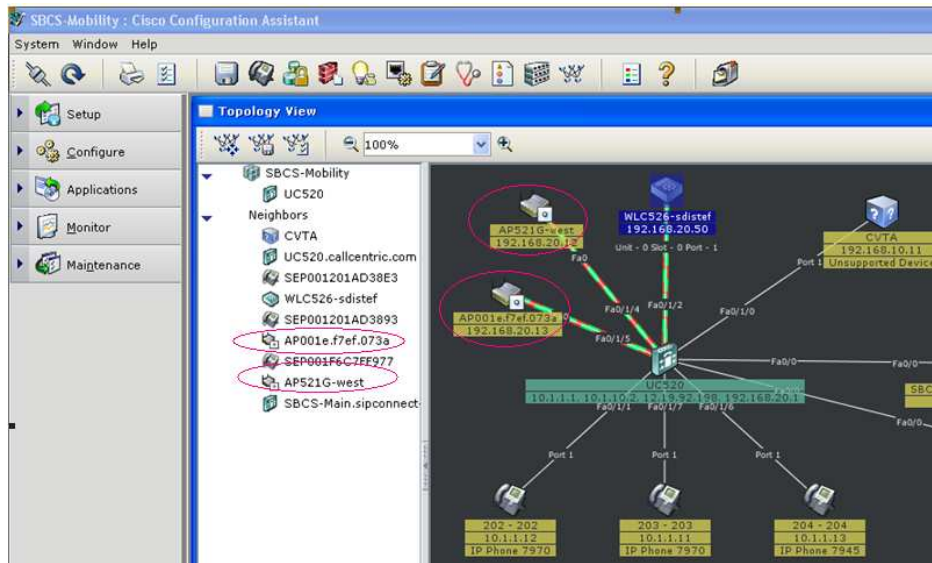 SBCS-Mobility : Cisco Configuration Assistant
System Window Help
Setup
Configure
Applications
Monitor
Maintenance
Topology View
100%
SBCS-Mobility
UC520
Neighbors
CVTA
UC520.callcentric.com
SEP001201AD38E3
WLC526-sdistef
SEP001201AD3893
AP001e.f7ef.073a
SEP001F6C7FF977
AP521G-west
SBCS-Main.sipconnect
AP521G-west
192.168.20.12
Fa0
WLC526-sdistef
192.168.20.50
Unit - 0 Slot - 0 Port - 1
CVTA
192.168.10.11
Port 1
Unsupported Device
AP001e.f7ef.073a
192.168.20.13
Fa0/1/4
Fa0/1/2
Fa0/1/0
Fa0/1/5
UC520
10.1.1.1, 10.1.10.2, 12.19.92.198, 192.168.20.1
Fa0/0
Fa0/0
SBC
Fa0/0
Fa0/1/1
Fa0/1/7
Fa0/1/6
Port 1
Port 1
Port 1
202 - 202
10.1.1.12
IP Phone 7970
203 - 203
10.1.1.11
IP Phone 7970
204 - 204
10.1.1.13
IP Phone 7945